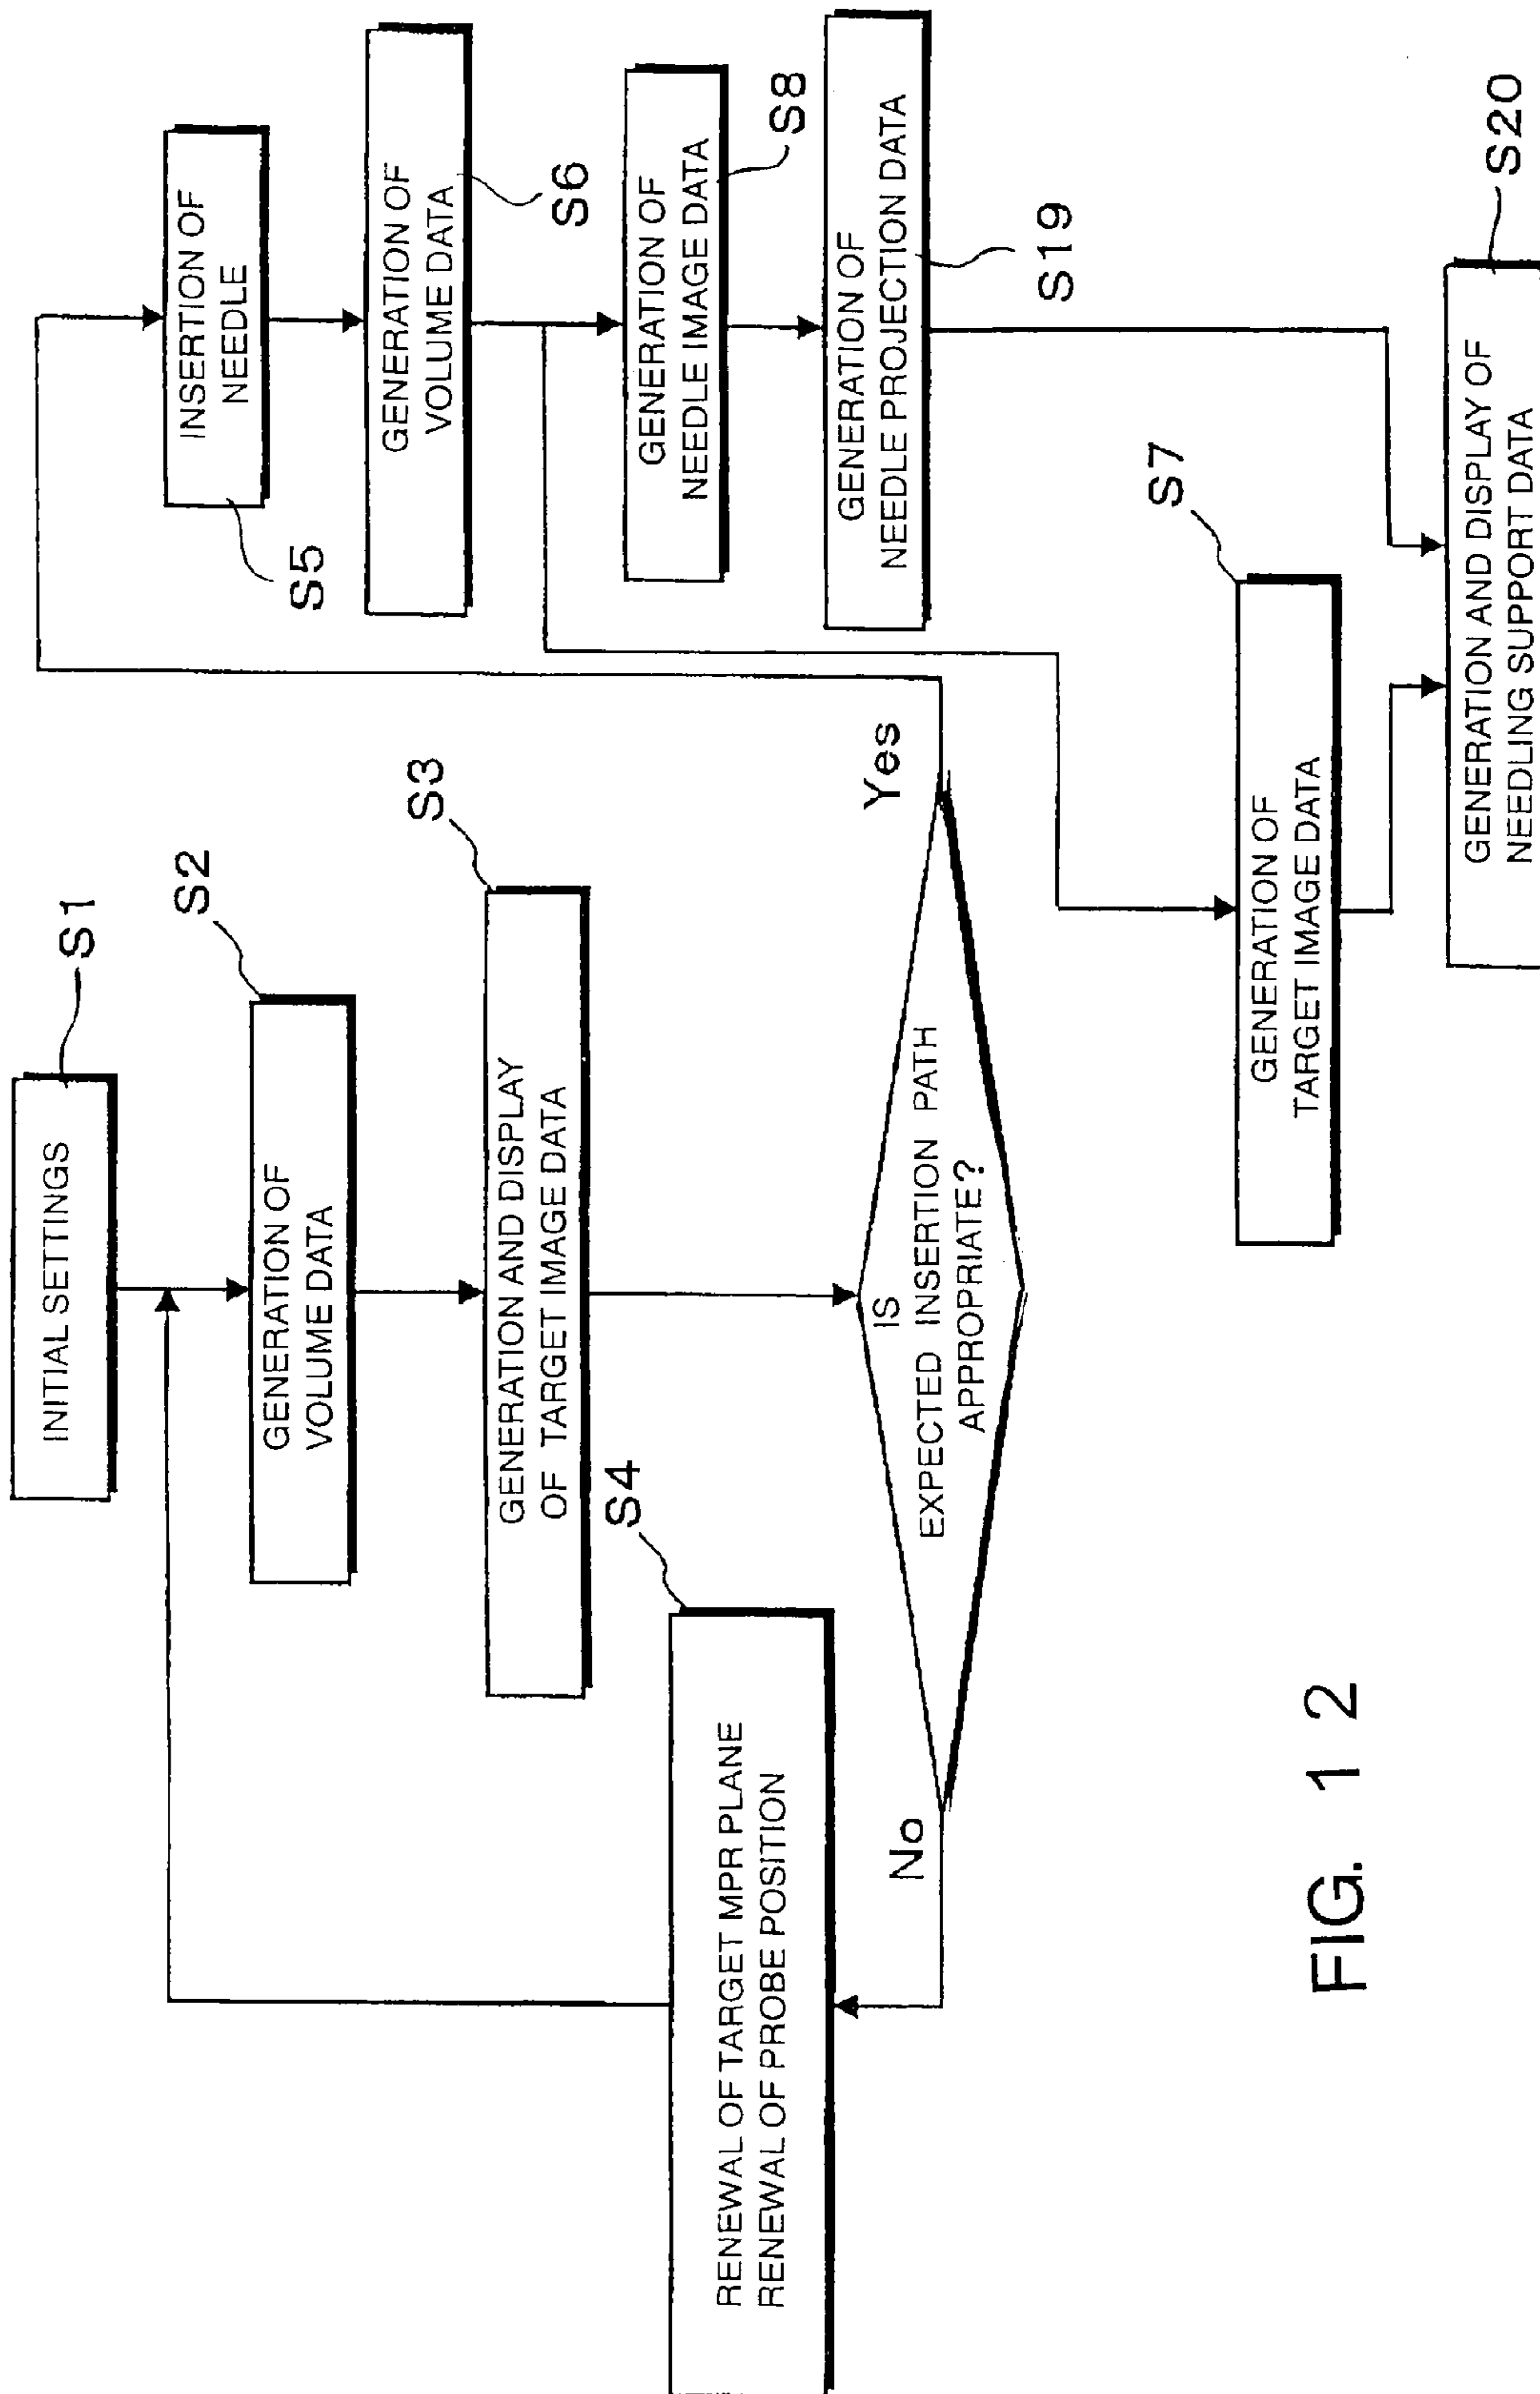 INITIAL SETTINGS
S1
GENERATION OF
VOLUME DATA
S2
GENERATION AND DISPLAY
OF TARGET IMAGE DATA
S3
RENEWAL OF TARGET MPR PLANE
RENEWAL OF PROBE POSITION
S4
IS
EXPECTED INSERTION PATH
APPROPRIATE?
No
Yes
INSERTION OF
NEEDLE
S5
GENERATION OF
VOLUME DATA
S6
GENERATION OF
NEEDLE IMAGE DATA
S8
GENERATION OF
NEEDLE PROJECTION DATA
S19
GENERATION OF
TARGET IMAGE DATA
S7
GENERATION AND DISPLAY OF
NEEDLING SUPPORT DATA
S20
FIG. 12